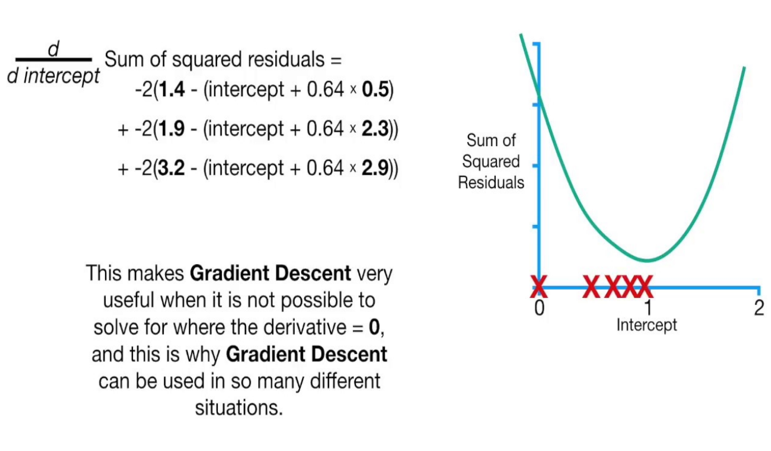 d
d intercept
Sum of squared residuals =
-2(1.4 - (intercept + 0.64 × 0.5)
+ -2(1.9 - (intercept + 0.64 × 2.3))
+ -2(3.2 - (intercept + 0.64 × 2.9))
This makes Gradient Descent very
useful when it is not possible to
solve for where the derivative = 0,
and this is why Gradient Descent
can be used in so many different
situations.
Sum of
Squared
Residuals
X X X X X
0 1 2
Intercept